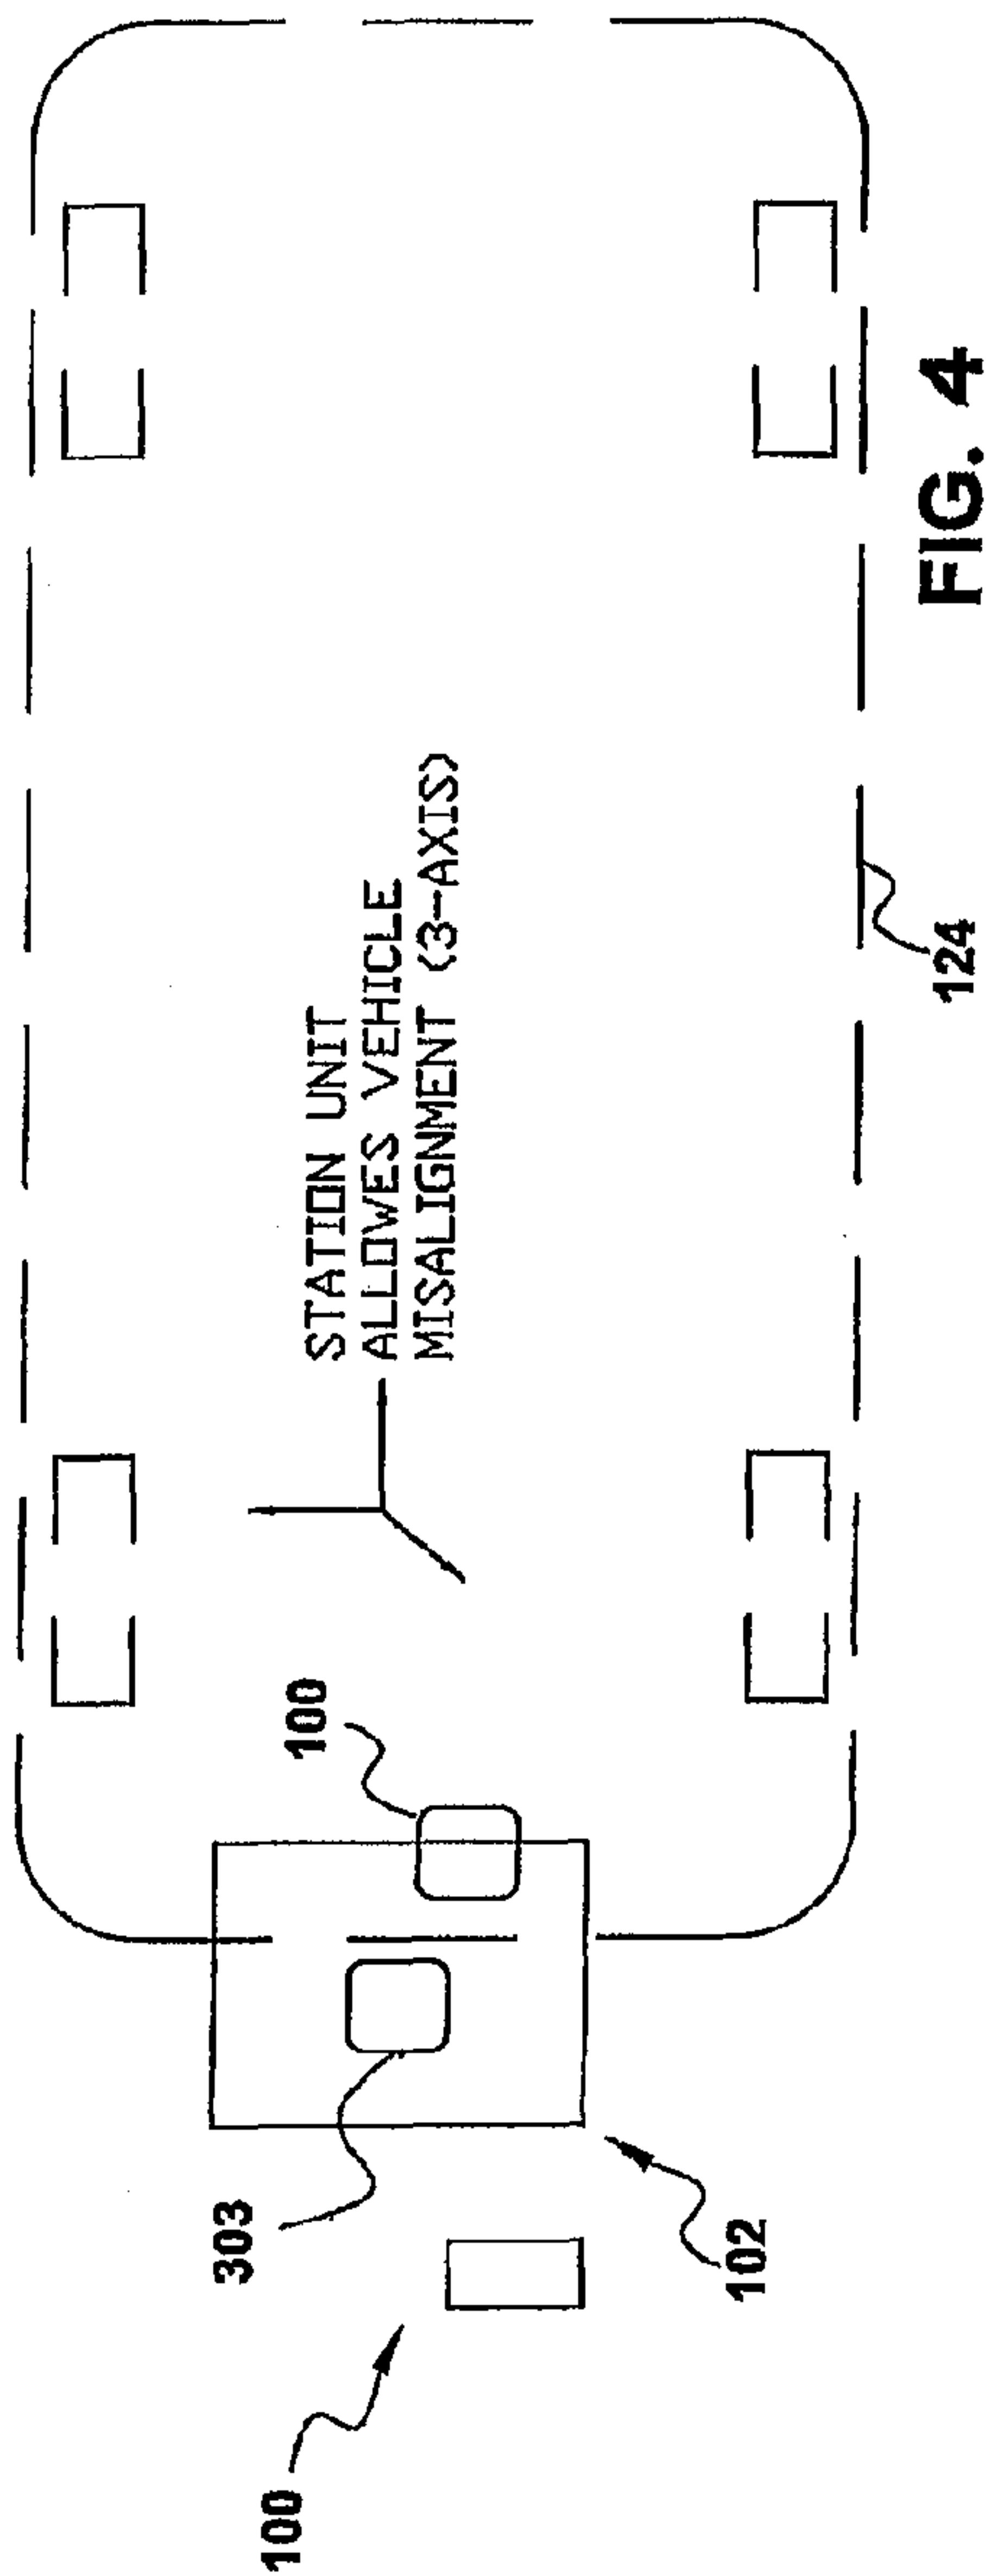 STATION UNIT
ALLOWES VEHICLE
MISALIGNMENT (3-AXIS)
100
303
100
102
124
FIG. 4